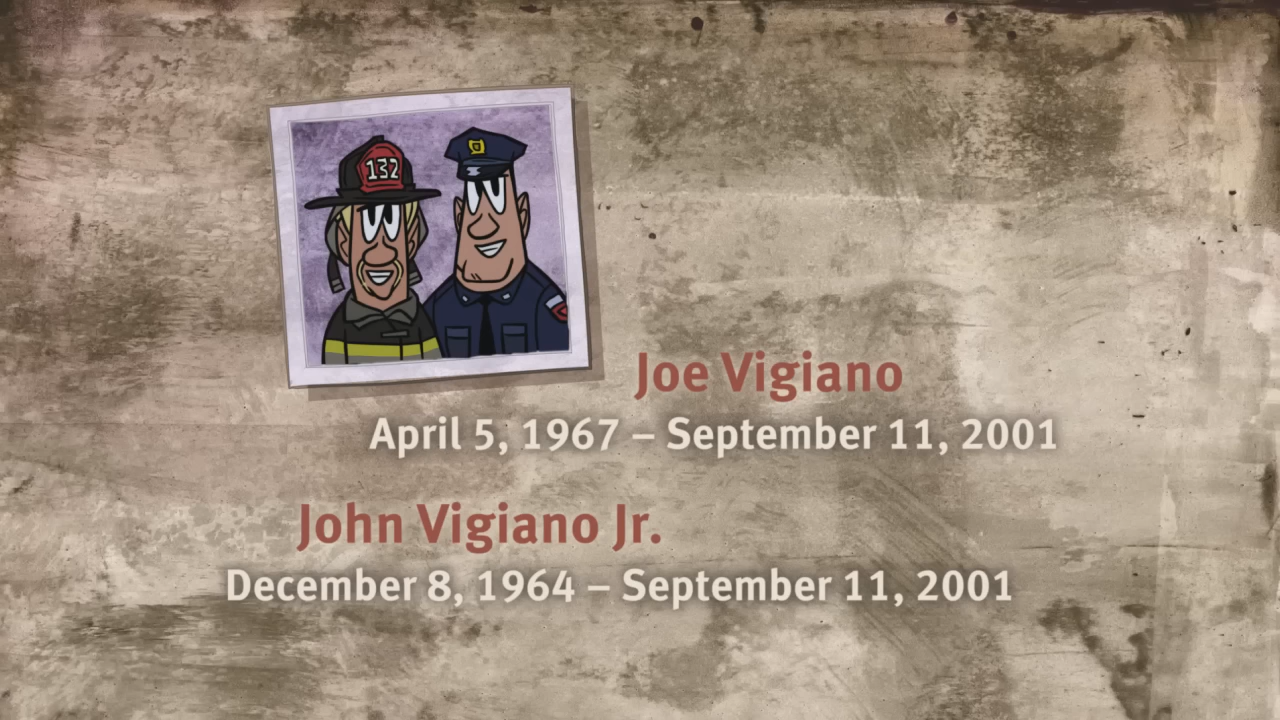 132
Joe Vigiano
April 5, 1967 – September 11, 2001
John Vigiano Jr.
December 8, 1964 – September 11, 2001